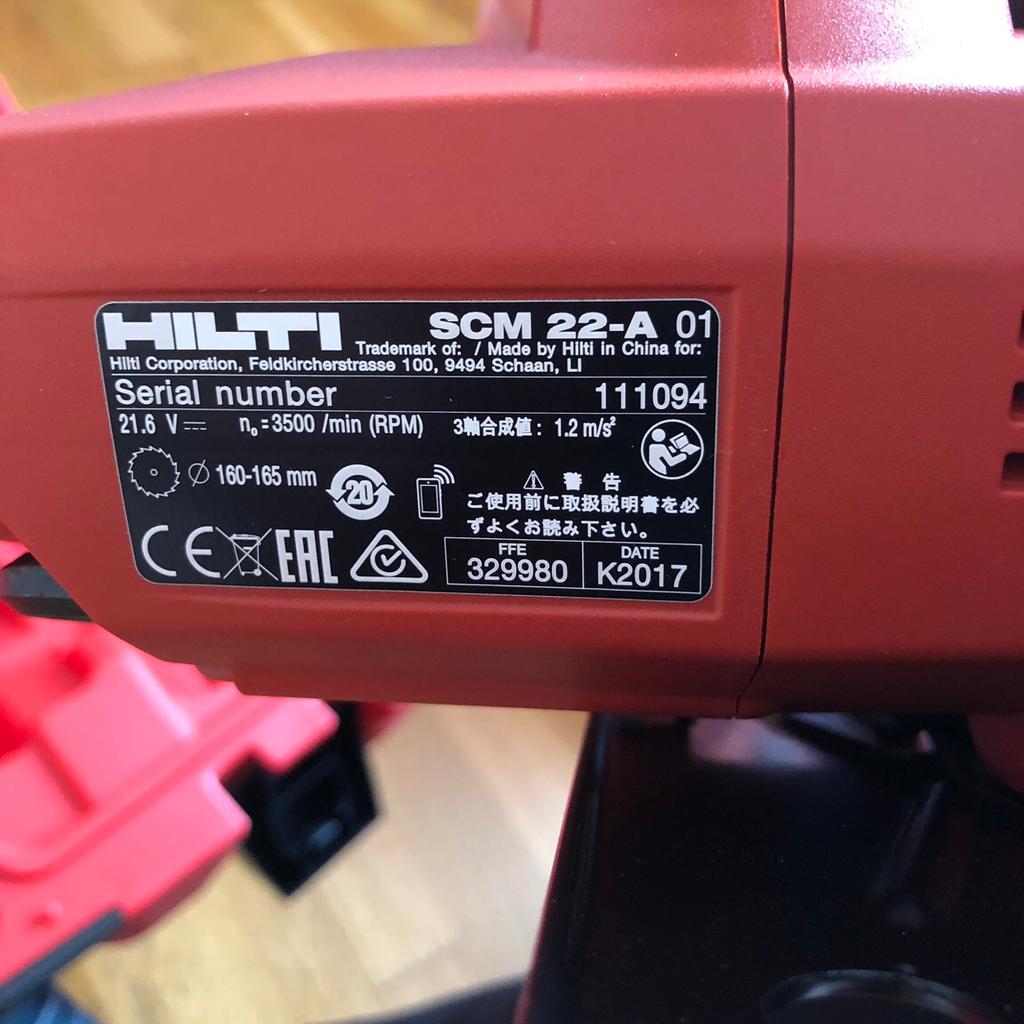 HILTI SCM 22-A 01
Trademark of: / Made by Hilti in China for:
Hilti Corporation, Feldkircherstrasse 100, 9494 Schaan, LI
Serial number 111094
21.6 V ⎓ n₀=3500 /min (RPM) 3軸合成値: 1.2 m/s²
Ø 160-165 mm 20
⚠ 警告
ご使用前に取扱説明書を必
ずよくお読み下さい。
CE EAC
FFE DATE
329980 K2017